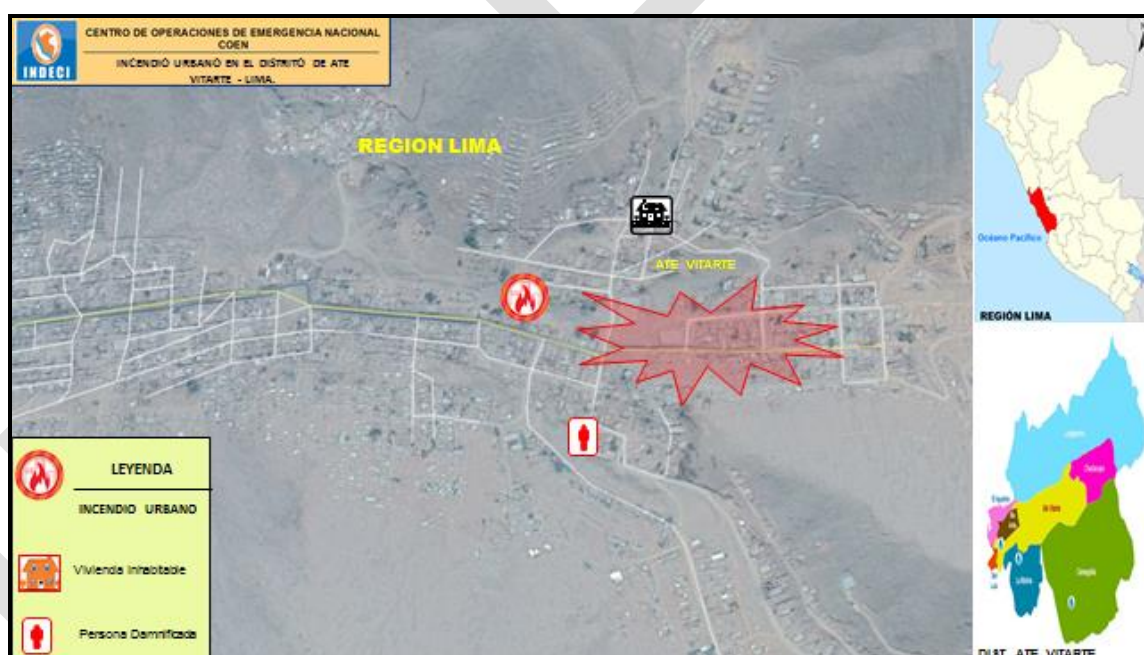 CENTRO DE OPERACIONES DE EMERGENCIA NACIONAL
COEN
INCENDIO URBANO EN EL DISTRITO DE ATE
VITARTE - LIMA.
INDECI
REGION LIMA
ATE VITARTE
LEYENDA
INCENDIO URBANO
Vivienda Inhabitable
Persona Damnificada
Océano Pacífico
REGIÓN LIMA
DIST. ATE VITARTE